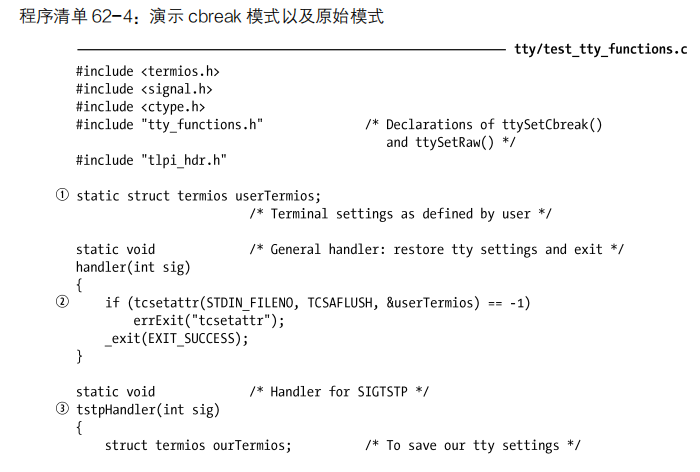 程序清单 62-4：演示 cbreak 模式以及原始模式
tty/test_tty_functions.c
#include <termios.h>
#include <signal.h>
#include <ctype.h>
#include "tty_functions.h" /* Declarations of ttySetCbreak()
and ttySetRaw() */
#include "tlpi_hdr.h"
① static struct termios userTermios;
/* Terminal settings as defined by user */
static void /* General handler: restore tty settings and exit */
handler(int sig)
{
② if (tcsetattr(STDIN_FILENO, TCSAFLUSH, &userTermios) == -1)
errExit("tcsetattr");
_exit(EXIT_SUCCESS);
}
static void /* Handler for SIGTSTP */
③ tstpHandler(int sig)
{
struct termios ourTermios; /* To save our tty settings */